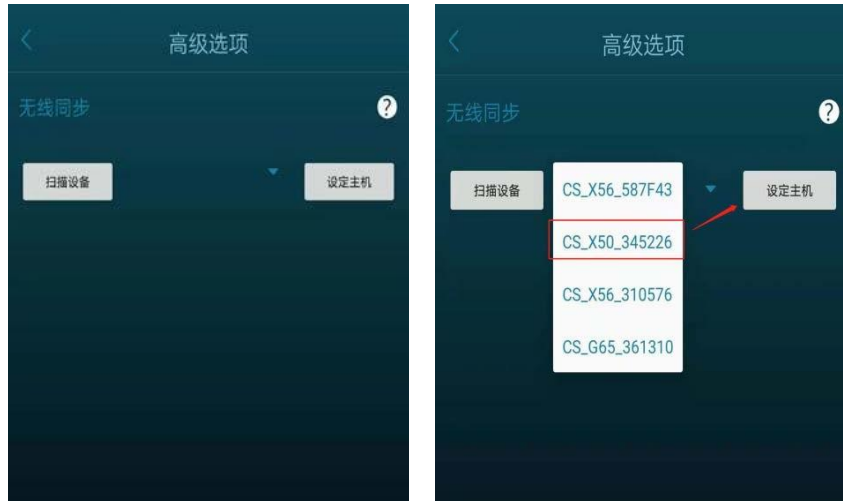 高级选项
无线同步
?
扫描设备
设定主机
高级选项
无线同步
?
扫描设备
CS_X56_587F43
设定主机
CS_X50_345226
CS_X56_310576
CS_G65_361310